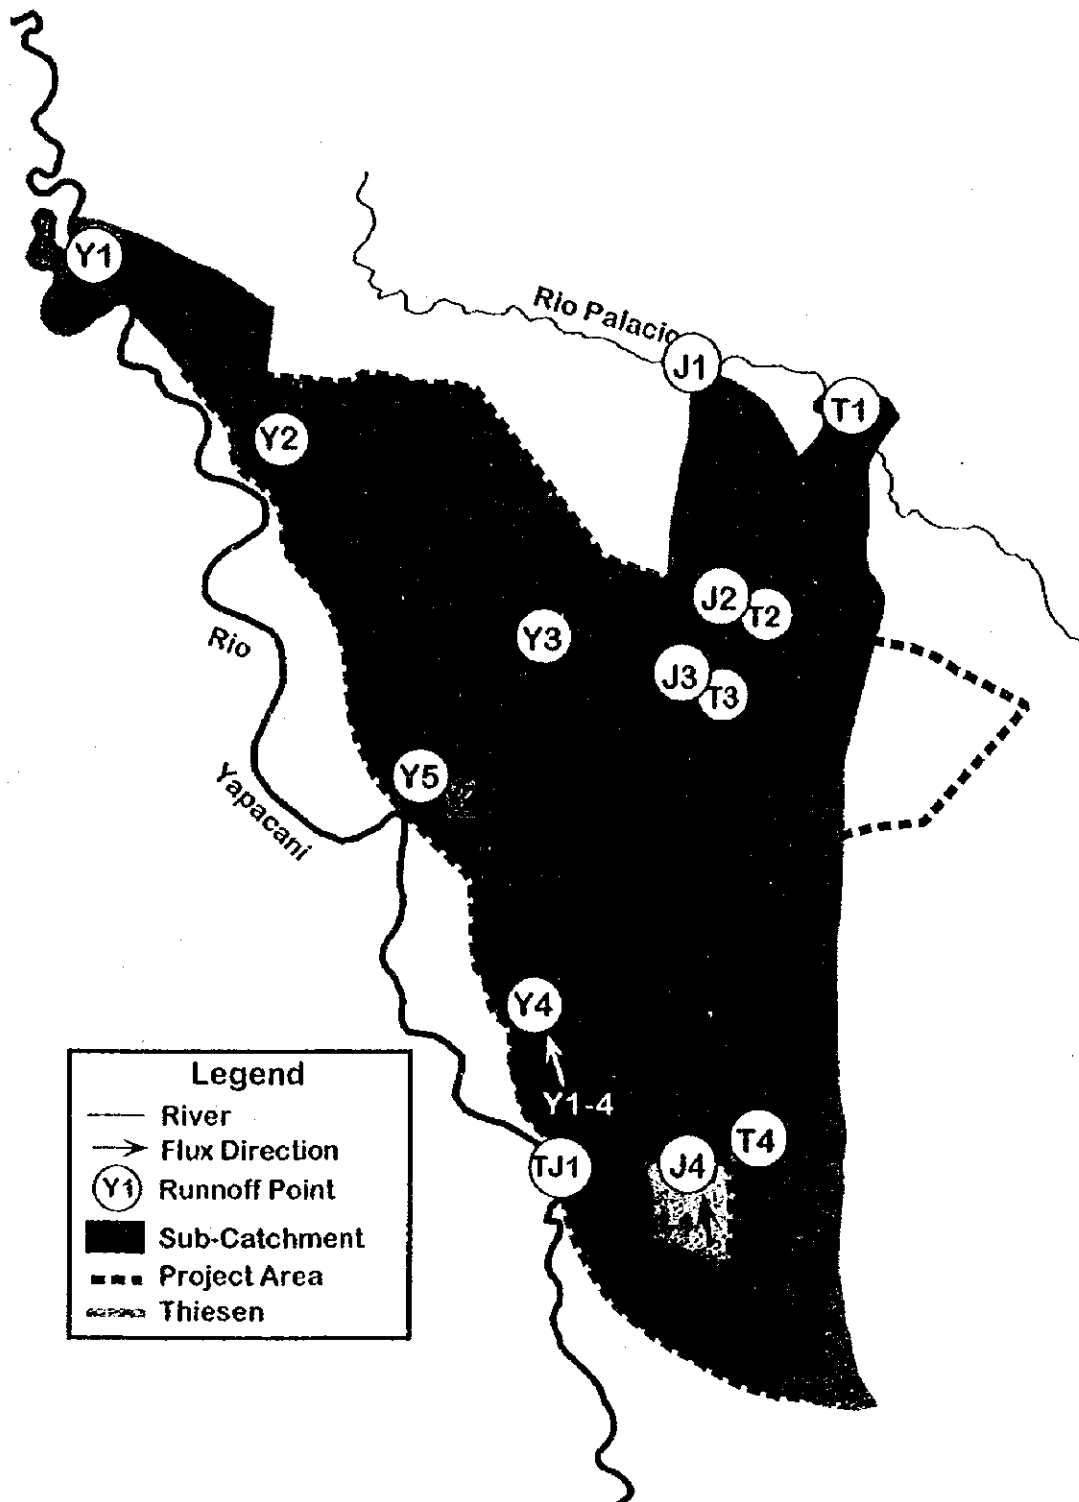 Y1
Rio Palacio
J1
T1
Y2
J2
T2
Y3
Rio
J3
T3
Y5
Yapacani
Y4
Y1-4
TJ1
J4
T4
Legend
River
Flux Direction
Y1 Runnoff Point
Sub-Catchment
Project Area
Thiesen